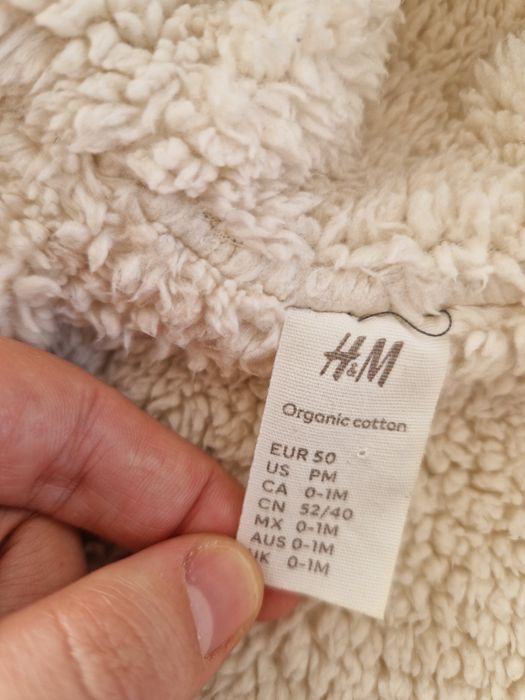 H&M
Organic cotton
EUR 50
US PM
CA 0-1M
CN 52/40
MX 0-1M
AUS 0-1M
UK 0-1M